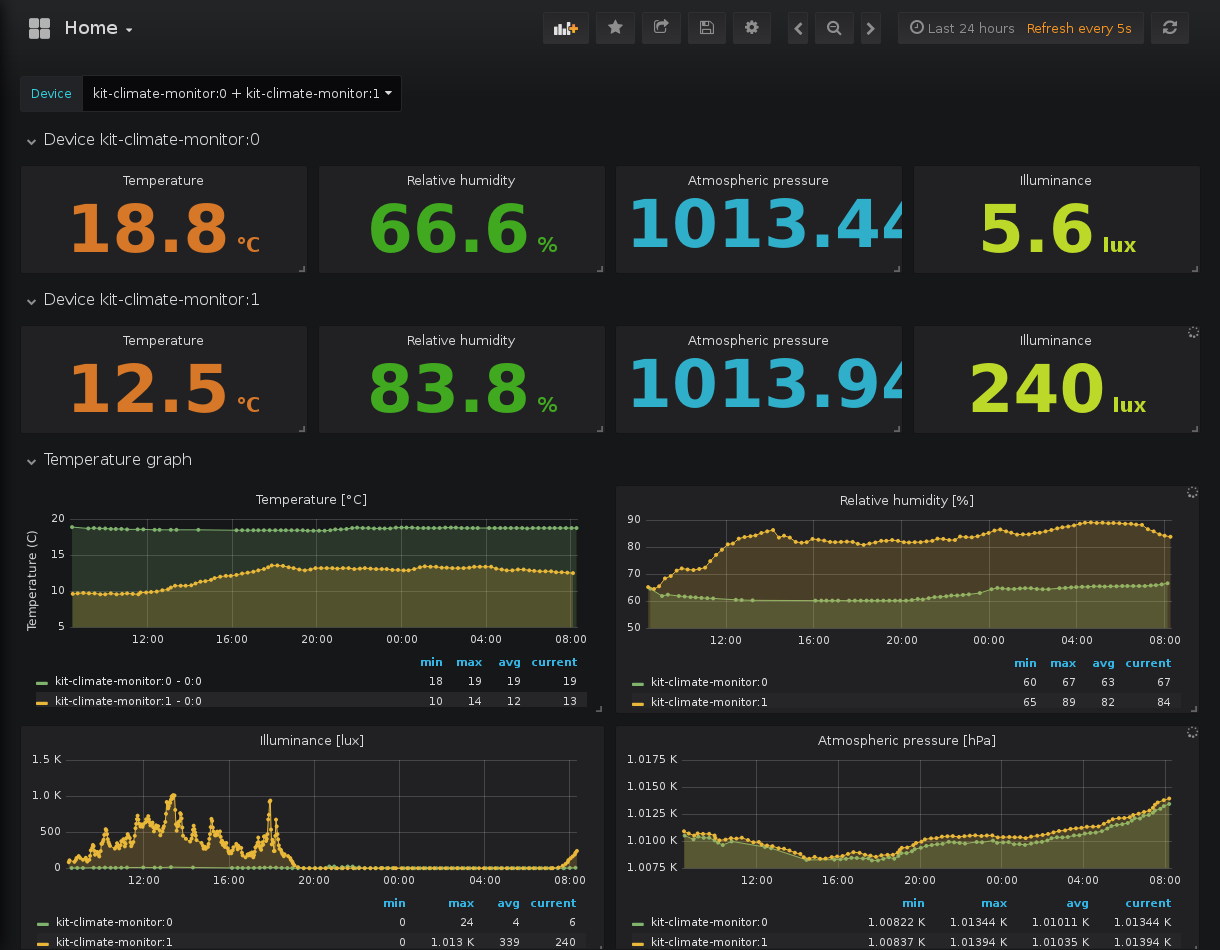 Home
Last 24 hours Refresh every 5s
Device kit-climate-monitor:0 + kit-climate-monitor:1
Device kit-climate-monitor:0
Temperature
18.8 °C
Relative humidity
66.6 %
Atmospheric pressure
1013.44
Illuminance
5.6 lux
Device kit-climate-monitor:1
Temperature
12.5 °C
Relative humidity
83.8 %
Atmospheric pressure
1013.94
Illuminance
240 lux
Temperature graph
Temperature [°C]
Temperature (C)
20
15
10
5
12:00 16:00 20:00 00:00 04:00 08:00
min max avg current
kit-climate-monitor:0 - 0:0 18 19 19 19
kit-climate-monitor:1 - 0:0 10 14 12 13
Relative humidity [%]
90
80
70
60
50
12:00 16:00 20:00 00:00 04:00 08:00
min max avg current
kit-climate-monitor:0 60 67 63 67
kit-climate-monitor:1 65 89 82 84
Illuminance [lux]
1.5 K
1.0 K
500
0
12:00 16:00 20:00 00:00 04:00 08:00
min max avg current
kit-climate-monitor:0 0 24 4 6
kit-climate-monitor:1 0 1.013 K 339 240
Atmospheric pressure [hPa]
1.0175 K
1.0150 K
1.0125 K
1.0100 K
1.0075 K
12:00 16:00 20:00 00:00 04:00 08:00
min max avg current
kit-climate-monitor:0 1.00822 K 1.01344 K 1.01011 K 1.01344 K
kit-climate-monitor:1 1.00837 K 1.01394 K 1.01035 K 1.01394 K